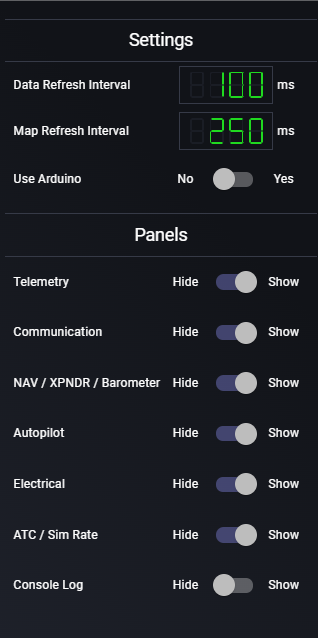 Settings
Data Refresh Interval 100 ms
Map Refresh Interval 250 ms
Use Arduino No Yes
Panels
Telemetry Hide Show
Communication Hide Show
NAV / XPNDR / Barometer Hide Show
Autopilot Hide Show
Electrical Hide Show
ATC / Sim Rate Hide Show
Console Log Hide Show